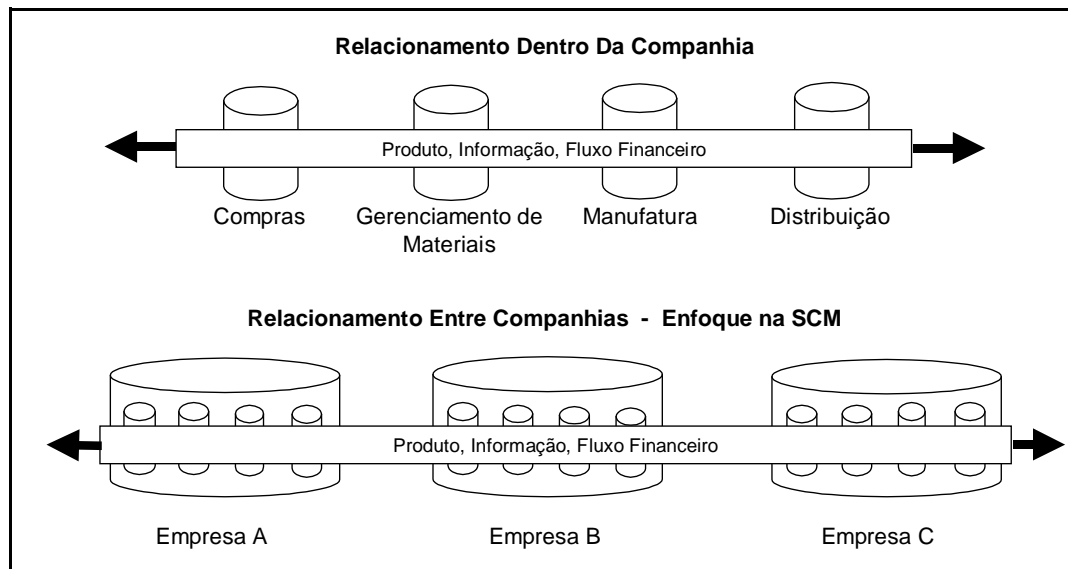 Relacionamento Dentro Da Companhia
Produto, Informação, Fluxo Financeiro
Compras
Gerenciamento de
Materiais
Manufatura
Distribuição
Relacionamento Entre Companhias - Enfoque na SCM
Produto, Informação, Fluxo Financeiro
Empresa A
Empresa B
Empresa C